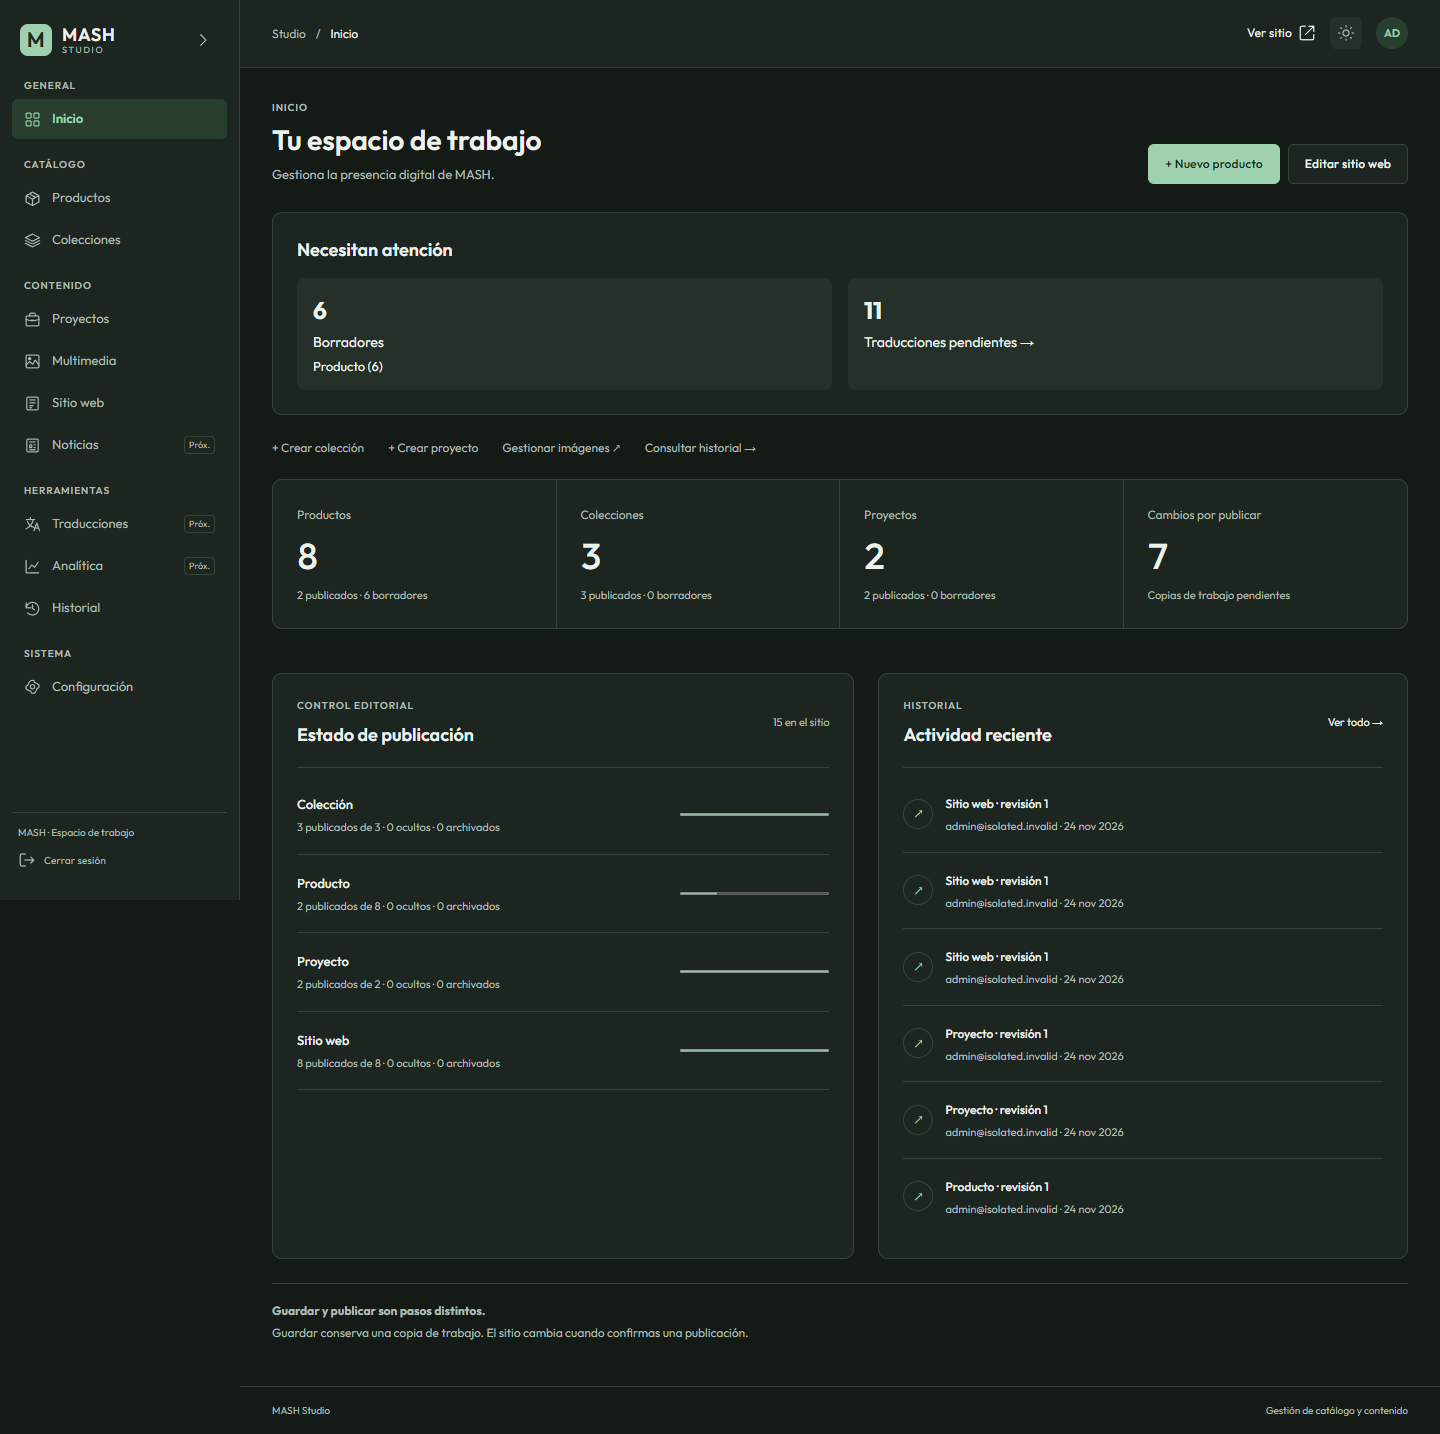 M MASH
STUDIO
GENERAL
Inicio
CATÁLOGO
Productos
Colecciones
CONTENIDO
Proyectos
Multimedia
Sitio web
Noticias Próx.
HERRAMIENTAS
Traducciones Próx.
Analítica Próx.
Historial
SISTEMA
Configuración
MASH · Espacio de trabajo
Cerrar sesión
Studio / Inicio
Ver sitio
AD
INICIO
Tu espacio de trabajo
Gestiona la presencia digital de MASH.
+ Nuevo producto
Editar sitio web
Necesitan atención
6
Borradores
Producto (6)
11
Traducciones pendientes →
+ Crear colección
+ Crear proyecto
Gestionar imágenes ↗
Consultar historial →
Productos
8
2 publicados · 6 borradores
Colecciones
3
3 publicados · 0 borradores
Proyectos
2
2 publicados · 0 borradores
Cambios por publicar
7
Copias de trabajo pendientes
CONTROL EDITORIAL
Estado de publicación
15 en el sitio
Colección
3 publicados de 3 · 0 ocultos · 0 archivados
Producto
2 publicados de 8 · 0 ocultos · 0 archivados
Proyecto
2 publicados de 2 · 0 ocultos · 0 archivados
Sitio web
8 publicados de 8 · 0 ocultos · 0 archivados
HISTORIAL
Actividad reciente
Ver todo →
↗ Sitio web · revisión 1
admin@isolated.invalid · 24 nov 2026
↗ Sitio web · revisión 1
admin@isolated.invalid · 24 nov 2026
↗ Sitio web · revisión 1
admin@isolated.invalid · 24 nov 2026
↗ Proyecto · revisión 1
admin@isolated.invalid · 24 nov 2026
↗ Proyecto · revisión 1
admin@isolated.invalid · 24 nov 2026
↗ Producto · revisión 1
admin@isolated.invalid · 24 nov 2026
Guardar y publicar son pasos distintos.
Guardar conserva una copia de trabajo. El sitio cambia cuando confirmas una publicación.
MASH Studio
Gestión de catálogo y contenido